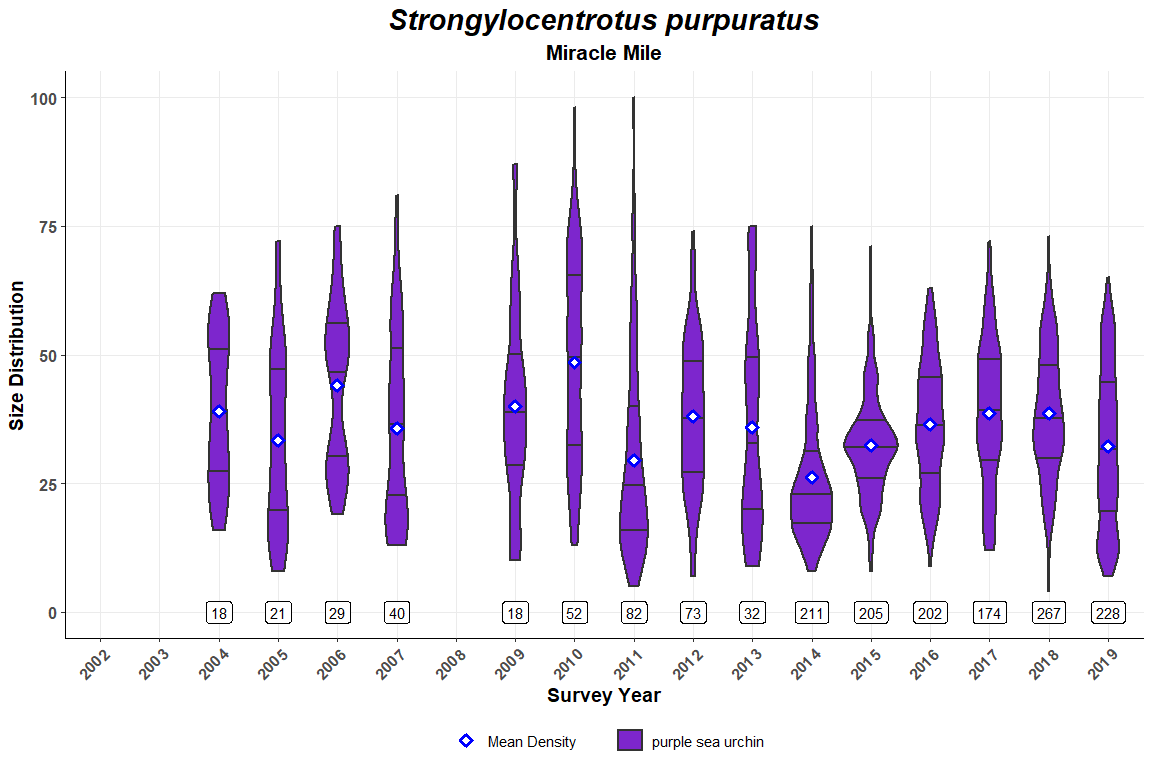 Strongylocentrotus purpuratus
Miracle Mile
Size Distribution
100
75
50
25
0
18 21 29 40 18 52 82 73 32 211 205 202 174 267 228
2002 2003 2004 2005 2006 2007 2008 2009 2010 2011 2012 2013 2014 2015 2016 2017 2018 2019
Survey Year
Mean Density purple sea urchin